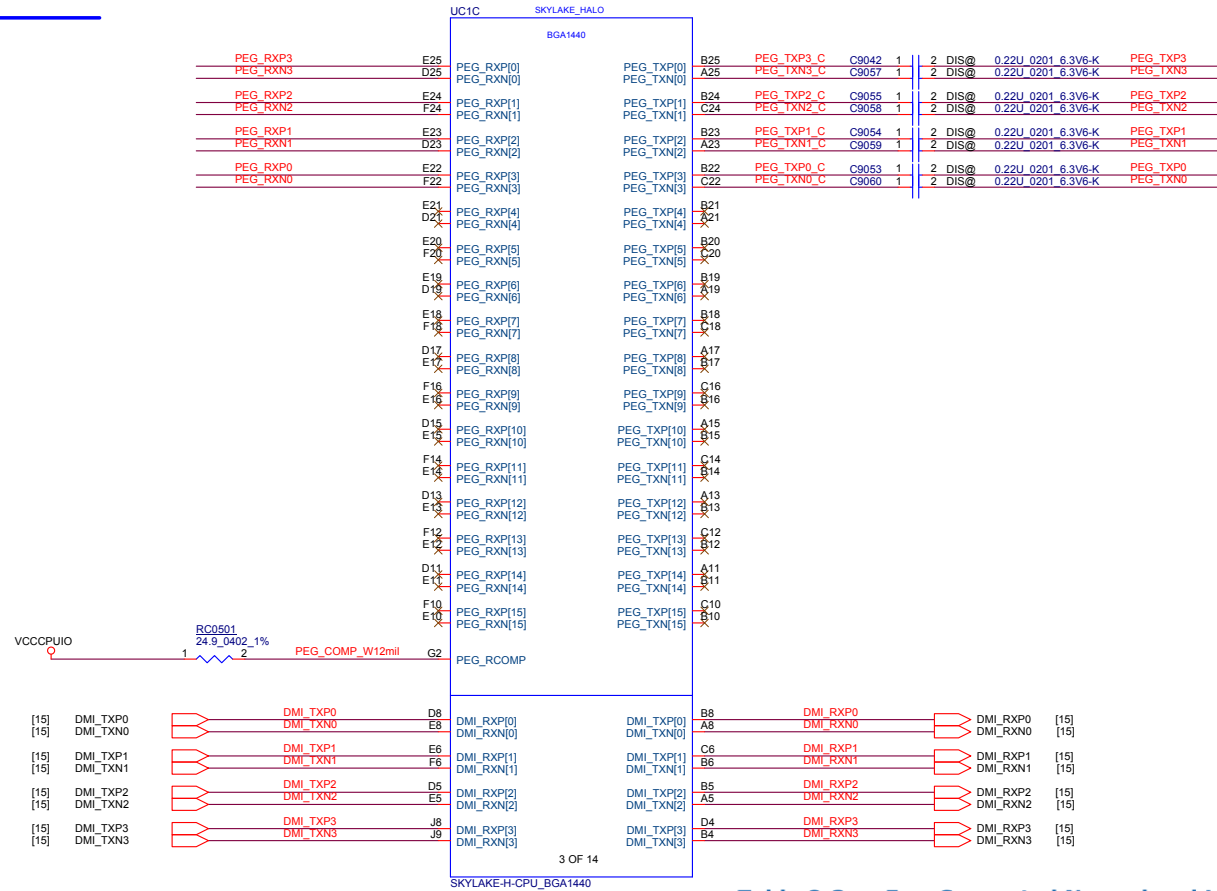 UC1C SKYLAKE_HALO
BGA1440
PEG_RXP3 E25 PEG_RXP[0] PEG_TXP[0] B25 PEG_TXP3_C C9042 1 2 DIS@ 0.22U_0201_6.3V6-K PEG_TXP3
PEG_RXN3 D25 PEG_RXN[0] PEG_TXN[0] A25 PEG_TXN3_C C9057 1 2 DIS@ 0.22U_0201_6.3V6-K PEG_TXN3
PEG_RXP2 E24 PEG_RXP[1] PEG_TXP[1] B24 PEG_TXP2_C C9055 1 2 DIS@ 0.22U_0201_6.3V6-K PEG_TXP2
PEG_RXN2 F24 PEG_RXN[1] PEG_TXN[1] C24 PEG_TXN2_C C9058 1 2 DIS@ 0.22U_0201_6.3V6-K PEG_TXN2
PEG_RXP1 E23 PEG_RXP[2] PEG_TXP[2] B23 PEG_TXP1_C C9054 1 2 DIS@ 0.22U_0201_6.3V6-K PEG_TXP1
PEG_RXN1 D23 PEG_RXN[2] PEG_TXN[2] A23 PEG_TXN1_C C9059 1 2 DIS@ 0.22U_0201_6.3V6-K PEG_TXN1
PEG_RXP0 E22 PEG_RXP[3] PEG_TXP[3] B22 PEG_TXP0_C C9053 1 2 DIS@ 0.22U_0201_6.3V6-K PEG_TXP0
PEG_RXN0 F22 PEG_RXN[3] PEG_TXN[3] C22 PEG_TXN0_C C9060 1 2 DIS@ 0.22U_0201_6.3V6-K PEG_TXN0
E21 PEG_RXP[4] PEG_TXP[4] B21
D21 PEG_RXN[4] PEG_TXN[4] A21
E20 PEG_RXP[5] PEG_TXP[5] B20
F20 PEG_RXN[5] PEG_TXN[5] C20
E19 PEG_RXP[6] PEG_TXP[6] B19
D19 PEG_RXN[6] PEG_TXN[6] A19
E18 PEG_RXP[7] PEG_TXP[7] B18
F18 PEG_RXN[7] PEG_TXN[7] C18
D17 PEG_RXP[8] PEG_TXP[8] A17
E17 PEG_RXN[8] PEG_TXN[8] B17
F16 PEG_RXP[9] PEG_TXP[9] C16
E16 PEG_RXN[9] PEG_TXN[9] B16
D15 PEG_RXP[10] PEG_TXP[10] A15
E15 PEG_RXN[10] PEG_TXN[10] B15
F14 PEG_RXP[11] PEG_TXP[11] C14
E14 PEG_RXN[11] PEG_TXN[11] B14
D13 PEG_RXP[12] PEG_TXP[12] A13
E13 PEG_RXN[12] PEG_TXN[12] B13
F12 PEG_RXP[13] PEG_TXP[13] C12
E12 PEG_RXN[13] PEG_TXN[13] B12
D11 PEG_RXP[14] PEG_TXP[14] A11
E11 PEG_RXN[14] PEG_TXN[14] B11
F10 PEG_RXP[15] PEG_TXP[15] C10
E10 PEG_RXN[15] PEG_TXN[15] B10
RC0501
VCCCPUIO 24.9_0402_1%
1 2 PEG_COMP_W12mil G2 PEG_RCOMP
[15] DMI_TXP0 DMI_TXP0 D8 DMI_RXP[0] DMI_TXP[0] B8 DMI_RXP0 DMI_RXP0 [15]
[15] DMI_TXN0 DMI_TXN0 E8 DMI_RXN[0] DMI_TXN[0] A8 DMI_RXN0 DMI_RXN0 [15]
[15] DMI_TXP1 DMI_TXP1 E6 DMI_RXP[1] DMI_TXP[1] C6 DMI_RXP1 DMI_RXP1 [15]
[15] DMI_TXN1 DMI_TXN1 F6 DMI_RXN[1] DMI_TXN[1] B6 DMI_RXN1 DMI_RXN1 [15]
[15] DMI_TXP2 DMI_TXP2 D5 DMI_RXP[2] DMI_TXP[2] B5 DMI_RXP2 DMI_RXP2 [15]
[15] DMI_TXN2 DMI_TXN2 E5 DMI_RXN[2] DMI_TXN[2] A5 DMI_RXN2 DMI_RXN2 [15]
[15] DMI_TXP3 DMI_TXP3 J8 DMI_RXP[3] DMI_TXP[3] D4 DMI_RXP3 DMI_RXP3 [15]
[15] DMI_TXN3 DMI_TXN3 J9 DMI_RXN[3] DMI_TXN[3] B4 DMI_RXN3 DMI_RXN3 [15]
3 OF 14
SKYLAKE-H-CPU_BGA1440